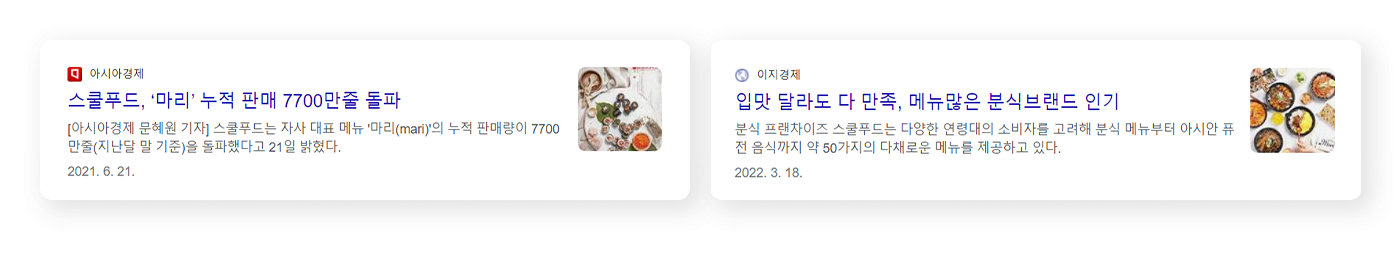 아시아경제
스쿨푸드, ‘마리’ 누적 판매 7700만줄 돌파
[아시아경제 문혜원 기자] 스쿨푸드는 자사 대표 메뉴 '마리(mari)'의 누적 판매량이 7700
만줄(지난달 말 기준)을 돌파했다고 21일 밝혔다.
2021. 6. 21.
이지경제
입맛 달라도 다 만족, 메뉴많은 분식브랜드 인기
분식 프랜차이즈 스쿨푸드는 다양한 연령대의 소비자를 고려해 분식 메뉴부터 아시안 퓨
전 음식까지 약 50가지의 다채로운 메뉴를 제공하고 있다.
2022. 3. 18.